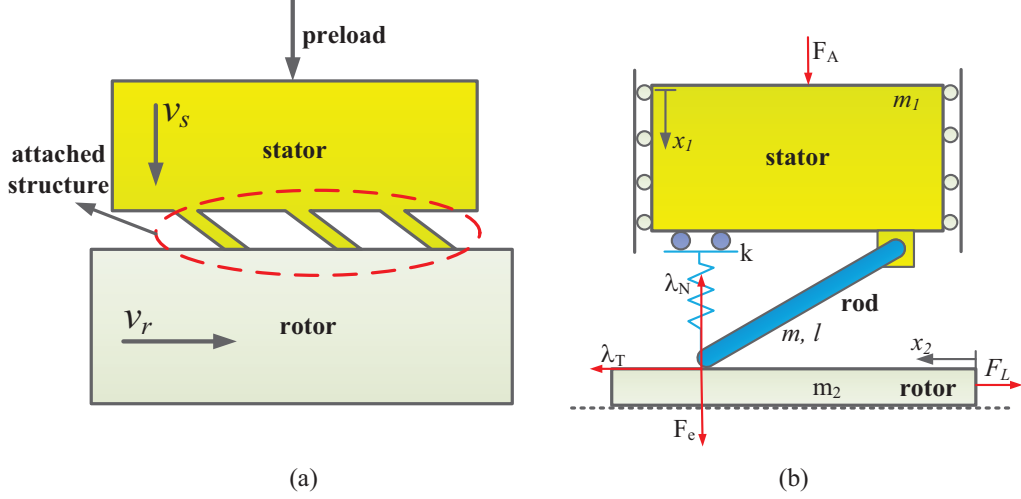 preload
v_s
stator
attached
structure
v_r
rotor
(a)
F_A
m_1
x_1
stator
k
λ_N
rod
m, l
λ_T
x_2
F_L
m_2
rotor
F_e
(b)